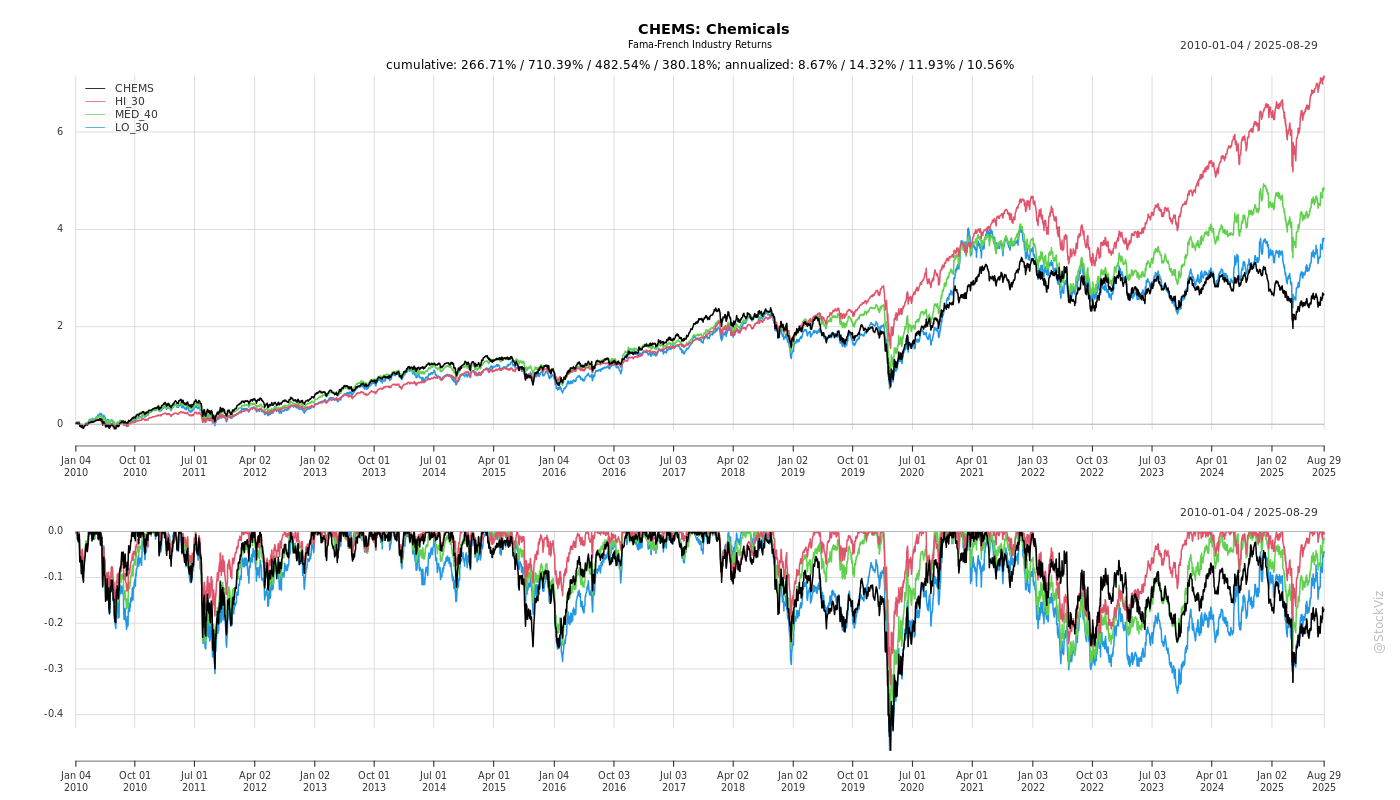 CHEMS: Chemicals
Fama-French Industry Returns
2010-01-04 / 2025-08-29
cumulative: 266.71% / 710.39% / 482.54% / 380.18%; annualized: 8.67% / 14.32% / 11.93% / 10.56%
CHEMS
HI_30
MED_40
LO_30
6
4
2
0
Jan 04 Oct 01 Jul 01 Apr 02 Jan 02 Oct 01 Jul 01 Apr 01 Jan 04 Oct 03 Jul 03 Apr 02 Jan 02 Oct 01 Jul 01 Apr 01 Jan 03 Oct 03 Jul 03 Apr 01 Jan 02 Aug 29
2010 2010 2011 2012 2013 2013 2014 2015 2016 2016 2017 2018 2019 2019 2020 2021 2022 2022 2023 2024 2025 2025
2010-01-04 / 2025-08-29
0.0
-0.1
-0.2
-0.3
-0.4
Jan 04 Oct 01 Jul 01 Apr 02 Jan 02 Oct 01 Jul 01 Apr 01 Jan 04 Oct 03 Jul 03 Apr 02 Jan 02 Oct 01 Jul 01 Apr 01 Jan 03 Oct 03 Jul 03 Apr 01 Jan 02 Aug 29
2010 2010 2011 2012 2013 2013 2014 2015 2016 2016 2017 2018 2019 2019 2020 2021 2022 2022 2023 2024 2025 2025
@StockViz